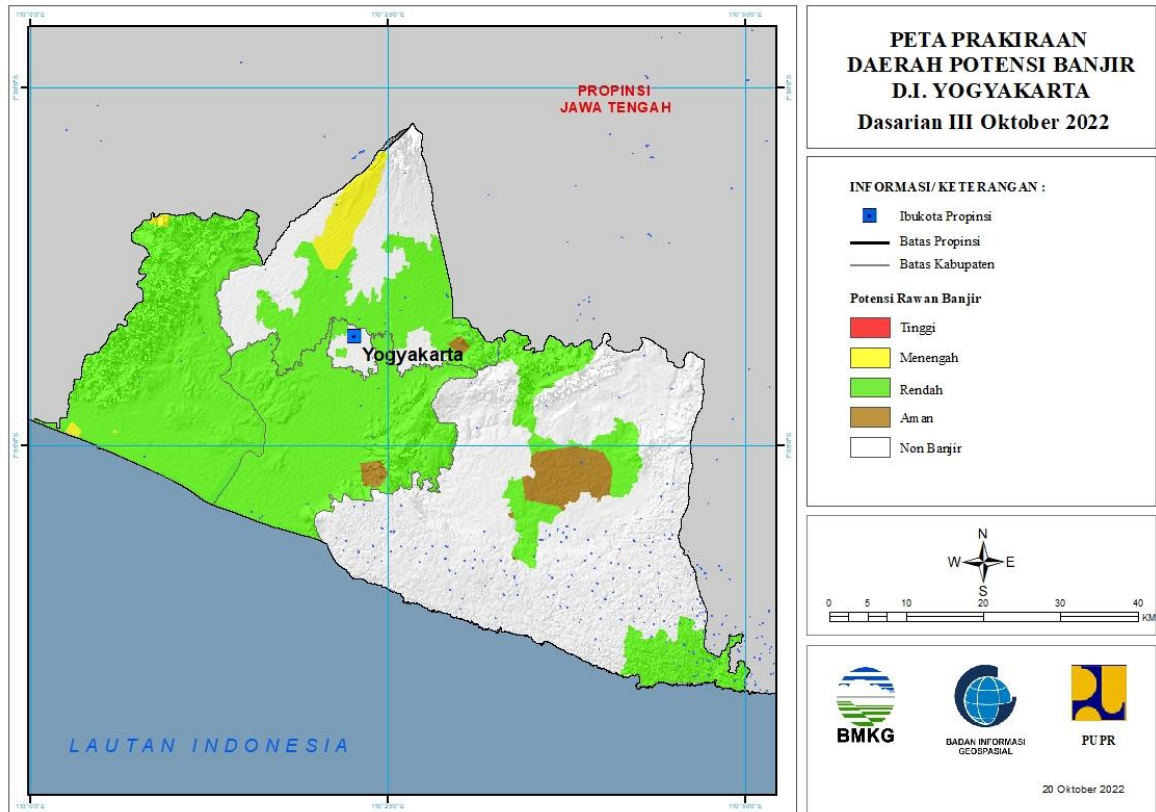 PROPINSI
JAWA TENGAH
Yogyakarta
LAUTAN INDONESIA
PETA PRAKIRAAN
DAERAH POTENSI BANJIR
D.I. YOGYAKARTA
Dasarian III Oktober 2022
INFORMASI/ KETERANGAN :
Ibukota Propinsi
Batas Propinsi
Batas Kabupaten
Potensi Rawan Banjir
Tinggi
Menengah
Rendah
Aman
Non Banjir
N
W E
S
0 5 10 20 30 40
KM
BMKG
BADAN INFORMASI
GEOSPASIAL
PUPR
20 Oktober 2022